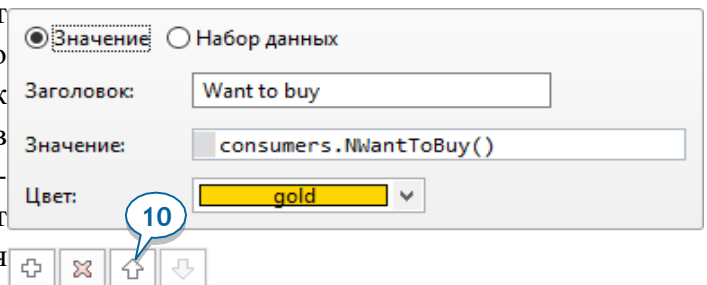 Значение Набор данных
Заголовок: Want to buy
Значение: consumers.NWantToBuy()
Цвет: gold
10